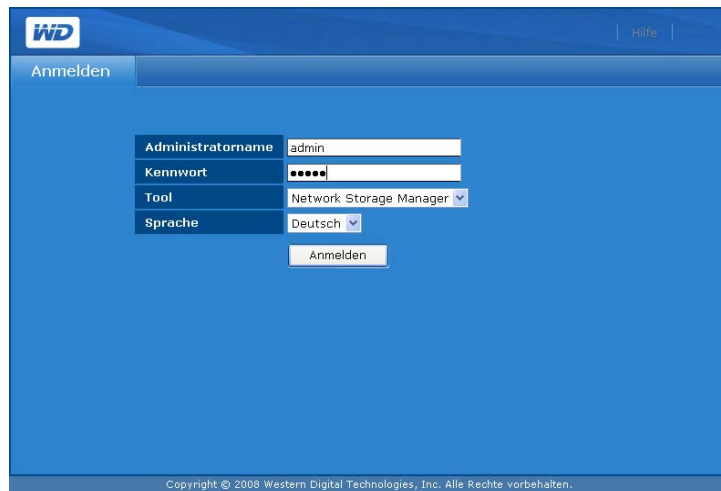 WD
Hilfe
Anmelden
Administratorname admin
Kennwort •••••
Tool Network Storage Manager
Sprache Deutsch
Anmelden
Copyright © 2008 Western Digital Technologies, Inc. Alle Rechte vorbehalten.